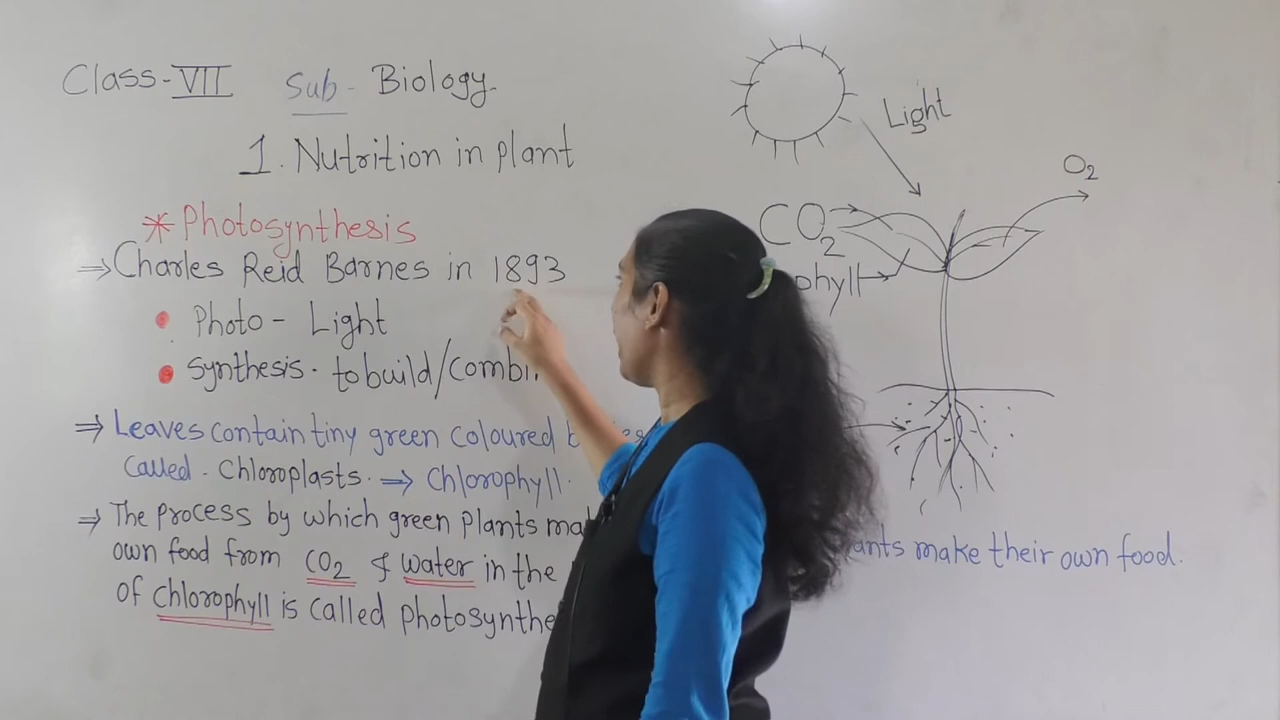 Class-VII Sub- Biology.
1. Nutrition in plant
* Photosynthesis
⇒ Charles Reid Barnes in 1893
• Photo - Light
• Synthesis. to build/Combi
⇒ Leaves contain tiny green coloured
called - Chloroplasts. ⇒ Chlorophyll.
⇒ The process by which green plants ma
own food from CO2 & water in the
of chlorophyll is called photosynthe
Light
O2
CO2
phyll
ants make their own food.